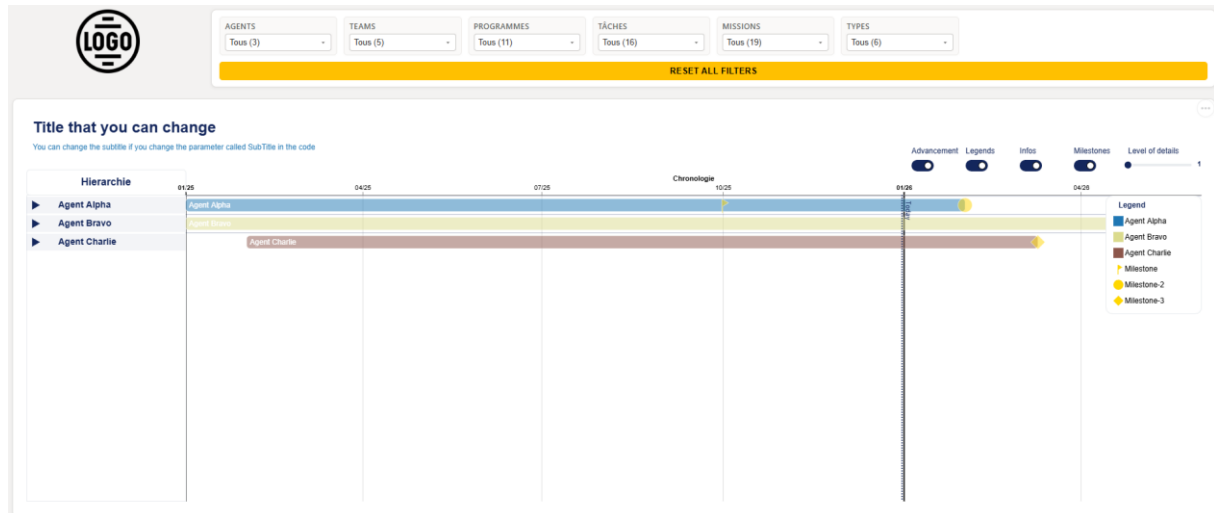 LOGO
AGENTS TEAMS PROGRAMMES TÂCHES MISSIONS TYPES
Tous (3) Tous (5) Tous (11) Tous (16) Tous (19) Tous (6)
RESET ALL FILTERS
Title that you can change
You can change the subtitle if you change the parameter called SubTitle in the code
Advancement Legends Infos Milestones Level of details
1
Hierarchie
Chronologie
01/25 04/25 07/25 10/25 01/26 04/26
Agent Alpha
Agent Alpha
Today
Agent Bravo
Agent Bravo
Agent Charlie
Agent Charlie
Legend
Agent Alpha
Agent Bravo
Agent Charlie
Milestone
Milestone-2
Milestone-3